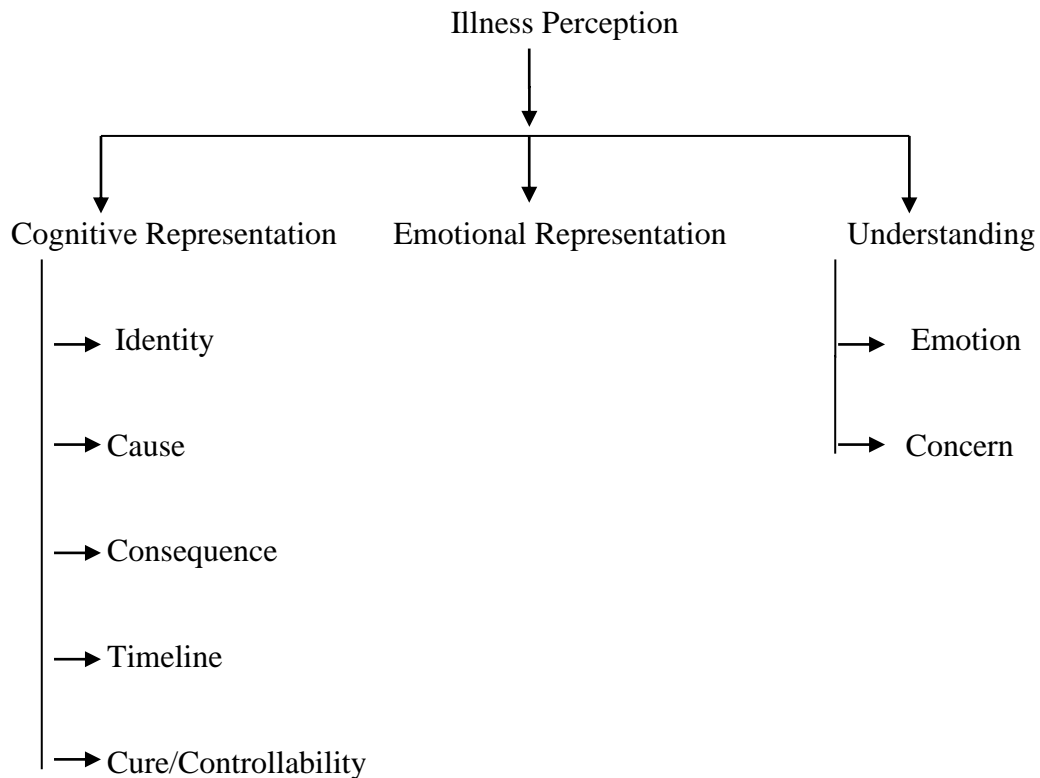 Illness Perception
Cognitive Representation
Emotional Representation
Understanding
Identity
Cause
Consequence
Timeline
Cure/Controllability
Emotion
Concern